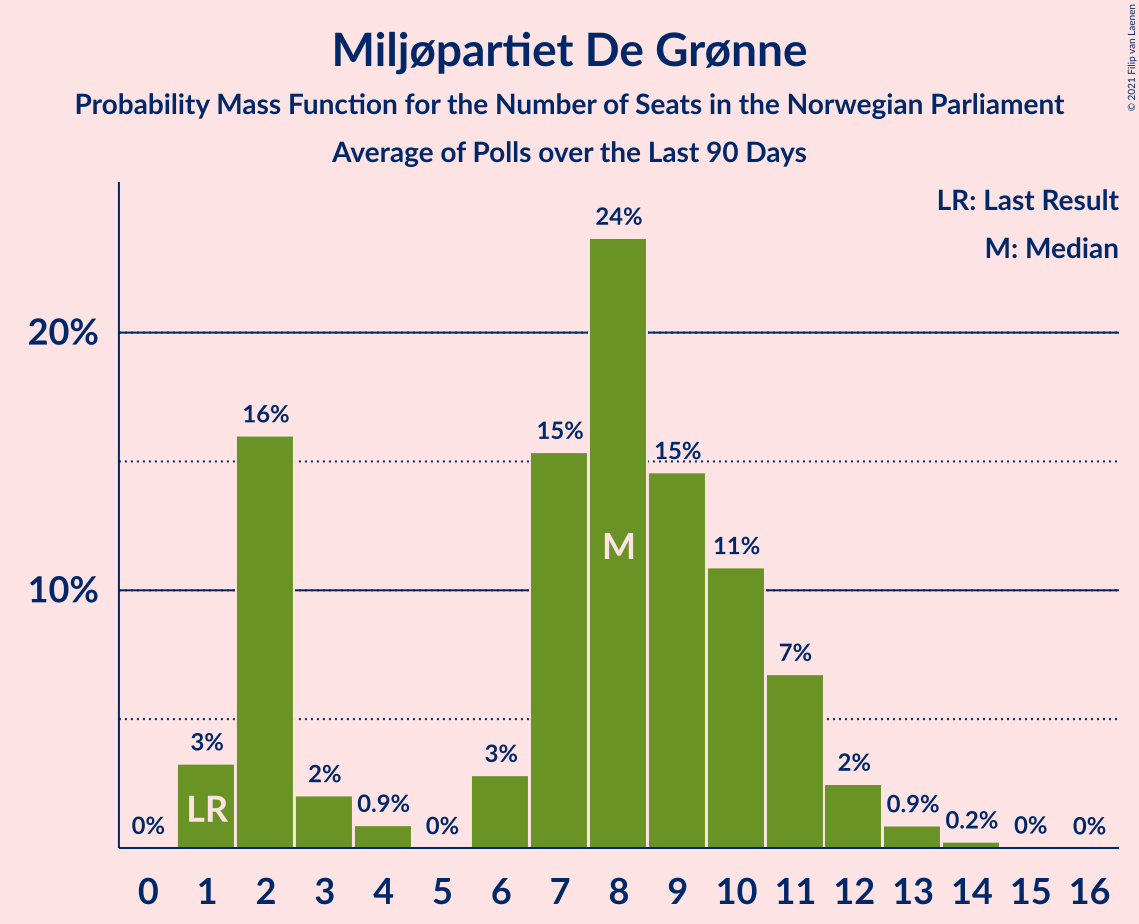 Miljøpartiet De Grønne
Probability Mass Function for the Number of Seats in the Norwegian Parliament
Average of Polls over the Last 90 Days
© 2021 Filip van Laenen
LR: Last Result
M: Median
20%
10%
0%
3%
16%
2%
0.9%
0%
3%
15%
24%
15%
11%
7%
2%
0.9%
0.2%
0%
0%
LR
M
0 1 2 3 4 5 6 7 8 9 10 11 12 13 14 15 16